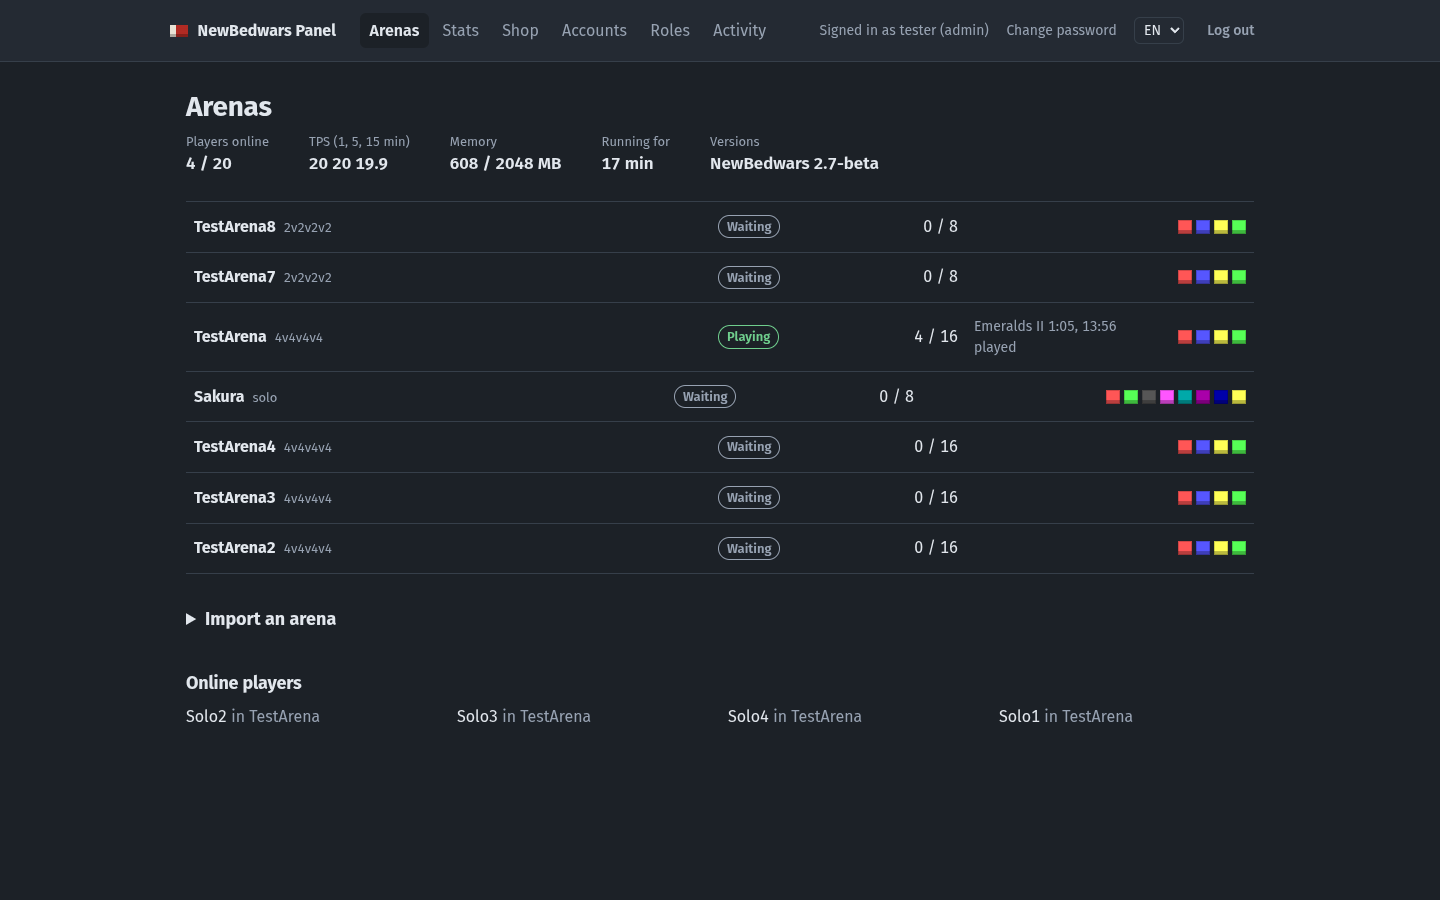 NewBedwars Panel Arenas Stats Shop Accounts Roles Activity Signed in as tester (admin) Change password EN Log out
Arenas
Players online TPS (1, 5, 15 min) Memory Running for Versions
4 / 20 20 20 19.9 608 / 2048 MB 17 min NewBedwars 2.7-beta
TestArena8 2v2v2v2 Waiting 0 / 8
TestArena7 2v2v2v2 Waiting 0 / 8
TestArena 4v4v4v4 Playing 4 / 16 Emeralds II 1:05, 13:56
played
Sakura solo Waiting 0 / 8
TestArena4 4v4v4v4 Waiting 0 / 16
TestArena3 4v4v4v4 Waiting 0 / 16
TestArena2 4v4v4v4 Waiting 0 / 16
Import an arena
Online players
Solo2 in TestArena Solo3 in TestArena Solo4 in TestArena Solo1 in TestArena